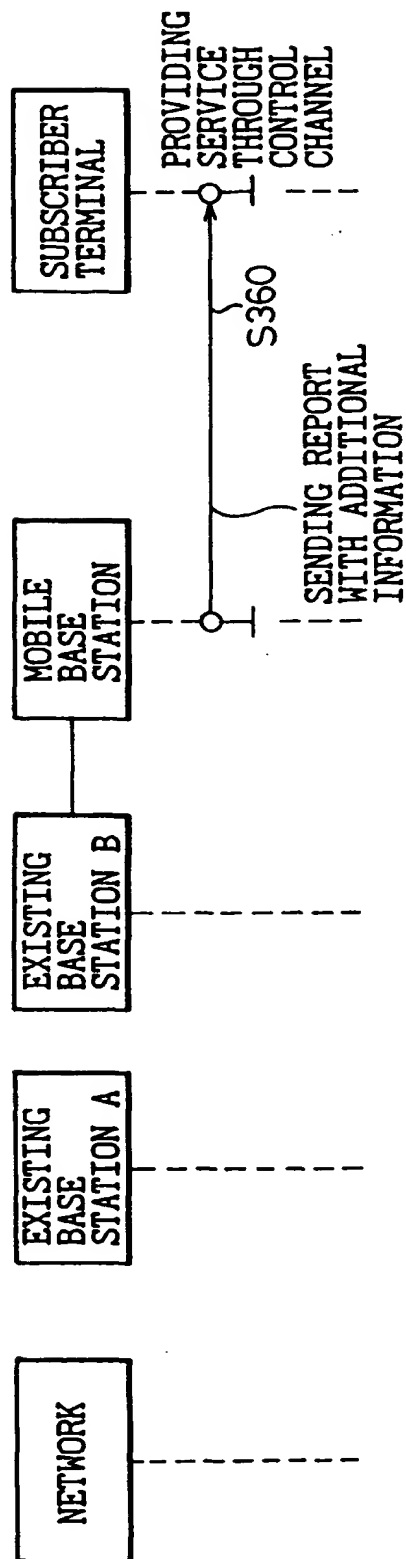 NETWORK
EXISTING
BASE
STATION A
EXISTING
BASE
STATION B
MOBILE
BASE
STATION
SUBSCRIBER
TERMINAL
SENDING REPORT
WITH ADDITIONAL
INFORMATION
S360
PROVIDING
SERVICE
THROUGH
CONTROL
CHANNEL